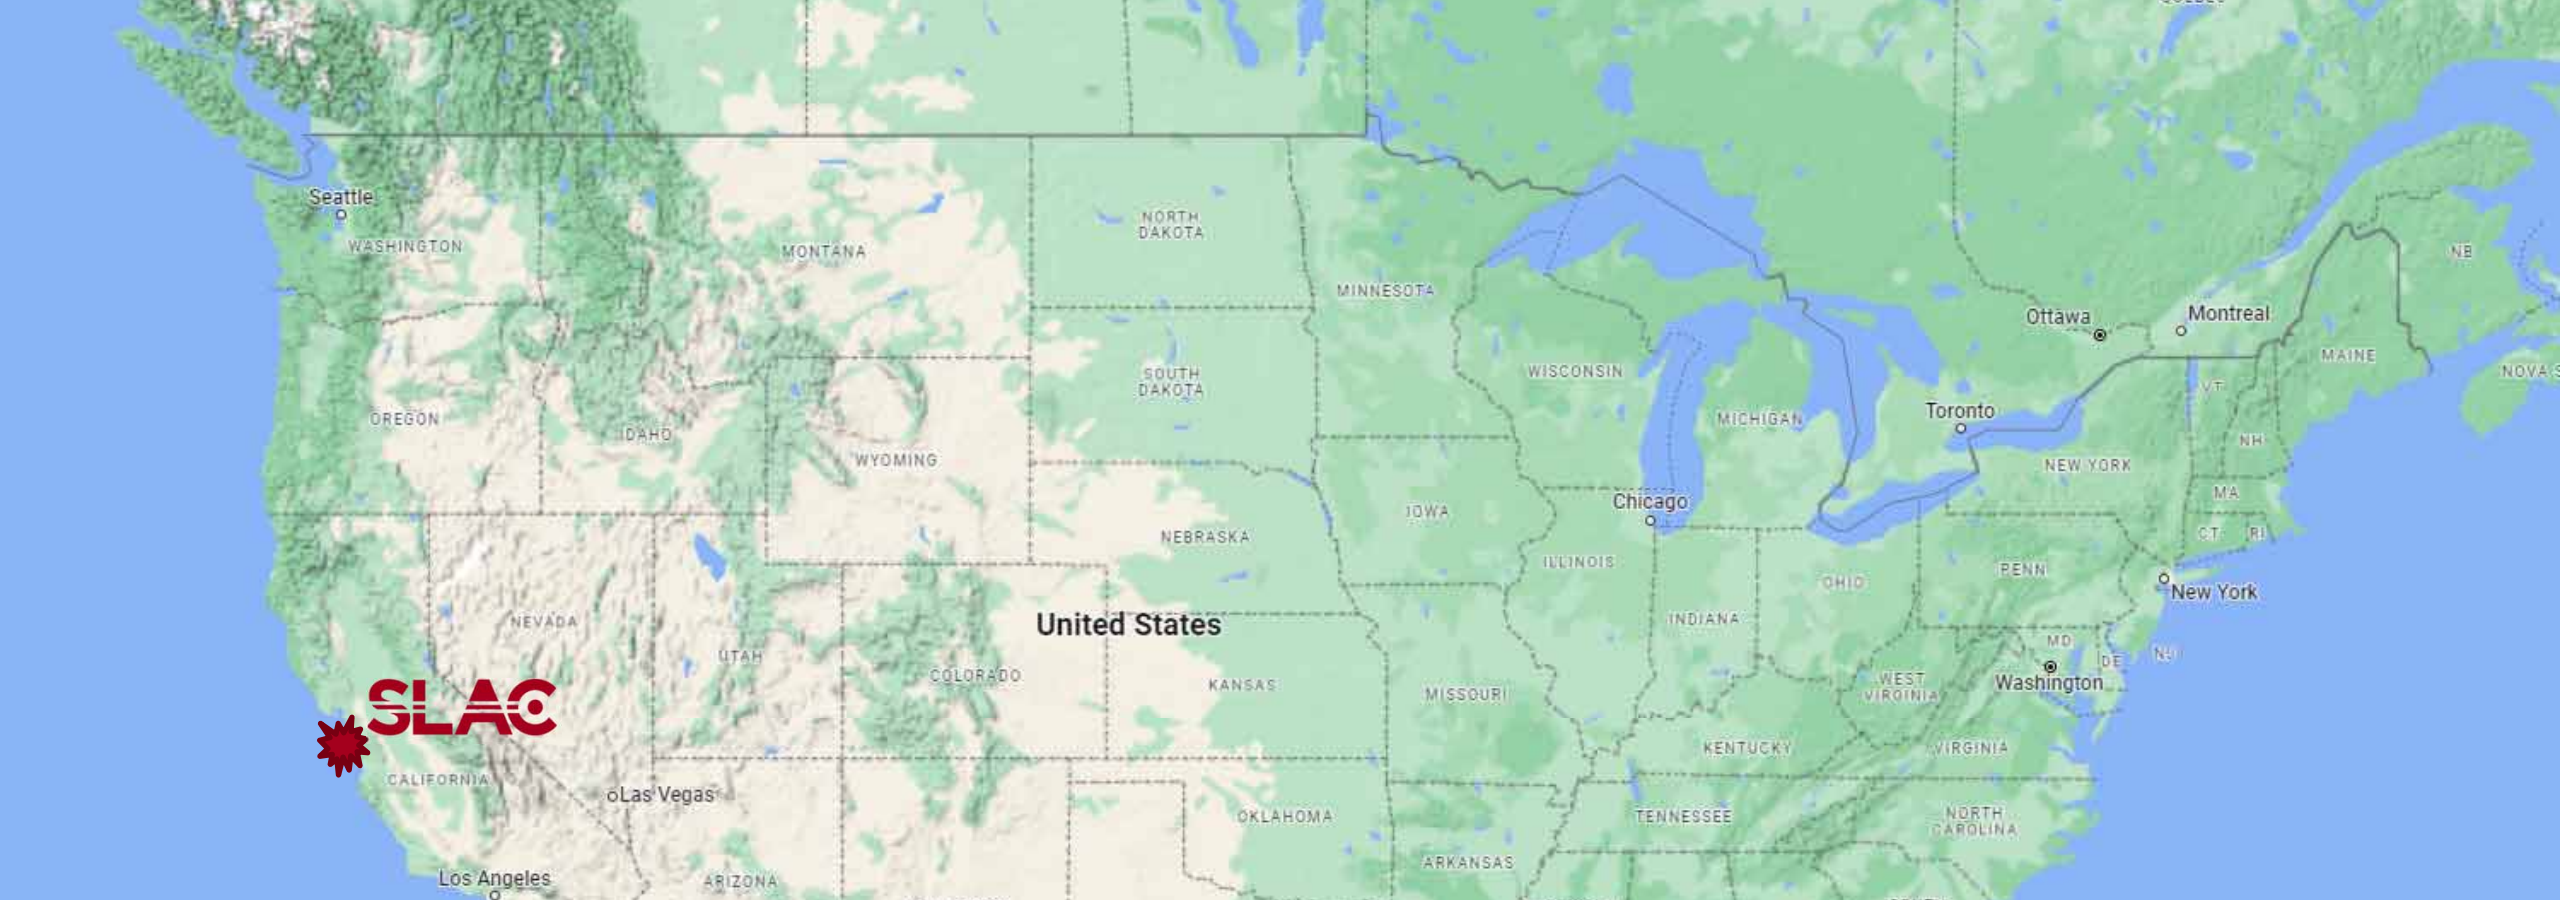 Seattle
WASHINGTON
MONTANA
NORTH
DAKOTA
MINNESOTA
NB
Ottawa
Montreal
MAINE
VT
NOVA S
SOUTH
DAKOTA
WISCONSIN
MICHIGAN
Toronto
OREGON
IDAHO
NH
WYOMING
NEW YORK
MA
Chicago
IOWA
CT
RI
NEBRASKA
ILLINOIS
PENN
OHIO
New York
NEVADA
United States
INDIANA
MD
NJ
DE
UTAH
COLORADO
KANSAS
MISSOURI
WEST
VIRGINIA
Washington
SLAC
KENTUCKY
VIRGINIA
CALIFORNIA
Las Vegas
OKLAHOMA
TENNESSEE
NORTH
CAROLINA
ARKANSAS
Los Angeles
ARIZONA